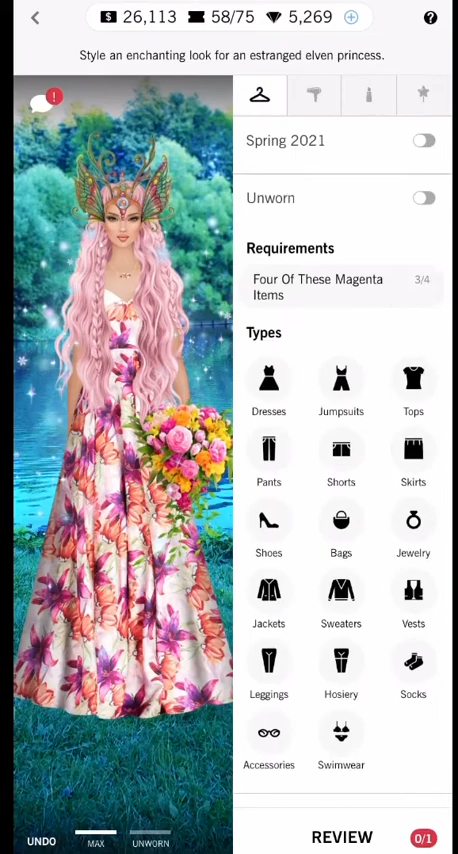 26,113 58/75 5,269
Style an enchanting look for an estranged elven princess.
Spring 2021
Unworn
Requirements
Four Of These Magenta 3/4
Items
Types
Dresses Jumpsuits Tops
Pants Shorts Skirts
Shoes Bags Jewelry
Jackets Sweaters Vests
Leggings Hosiery Socks
Accessories Swimwear
UNDO MAX UNWORN
REVIEW 0/1